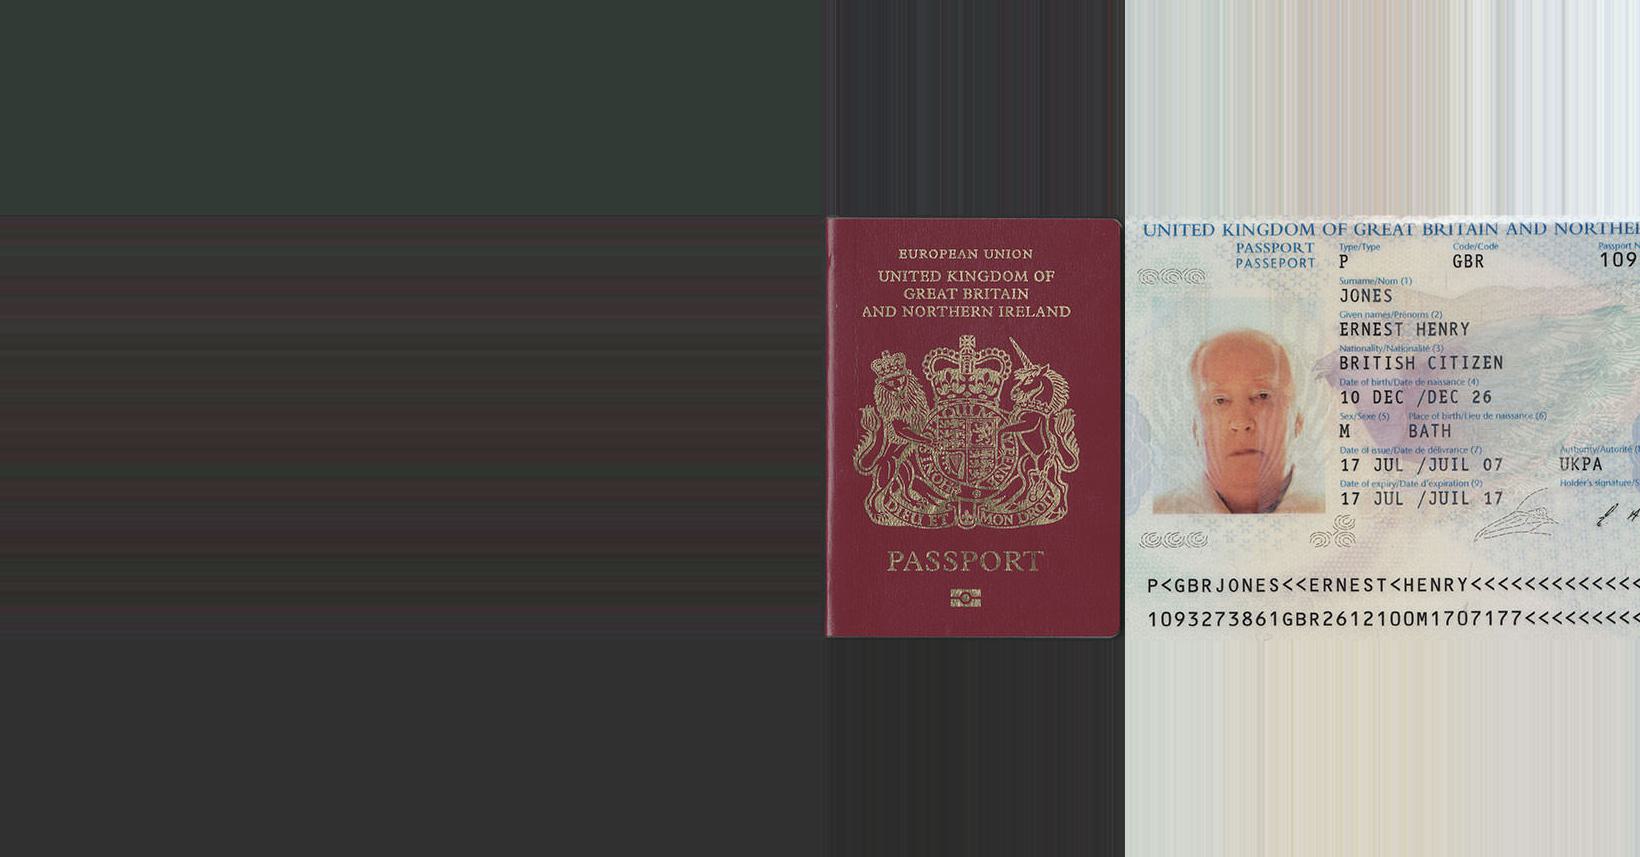 EUROPEAN UNION
UNITED KINGDOM OF
GREAT BRITAIN
AND NORTHERN IRELAND
DIEU ET MON DROIT
PASSPORT
UNITED KINGDOM OF GREAT BRITAIN AND NORTHE
PASSPORT
PASSEPORT
Type/Type Code/Code Passport N
P GBR 109
Surname/Nom (1)
JONES
Given names/Prénoms (2)
ERNEST HENRY
Nationality/Nationalité (3)
BRITISH CITIZEN
Date of birth/Date de naissance (4)
10 DEC /DEC 26
Sex/Sexe (5) Place of birth/Lieu de naissance (6)
M BATH
Date of issue/Date de délivrance (7) Authority/Autorité (
17 JUL /JUIL 07 UKPA
Date of expiry/Date d'expiration (9) Holder's signature/S
17 JUL /JUIL 17
P<GBRJONES<<ERNEST<HENRY<<<<<<<<<<<<<
1093273861GBR2612100M1707177<<<<<<<<<